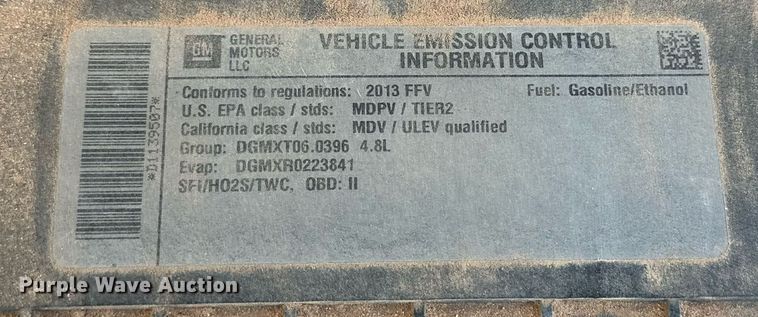 *D1139507*
GM
GENERAL MOTORS LLC
VEHICLE EMISSION CONTROL
INFORMATION
Conforms to regulations: 2013 FFV Fuel: Gasoline/Ethanol
U.S. EPA class / stds: MDPV / TIER2
California class / stds: MDV / ULEV qualified
Group: DGMXT06.0396 4.8L
Evap: DGMXR0223841
SFI/HO2S/TWC, OBD: II
Purple Wave Auction